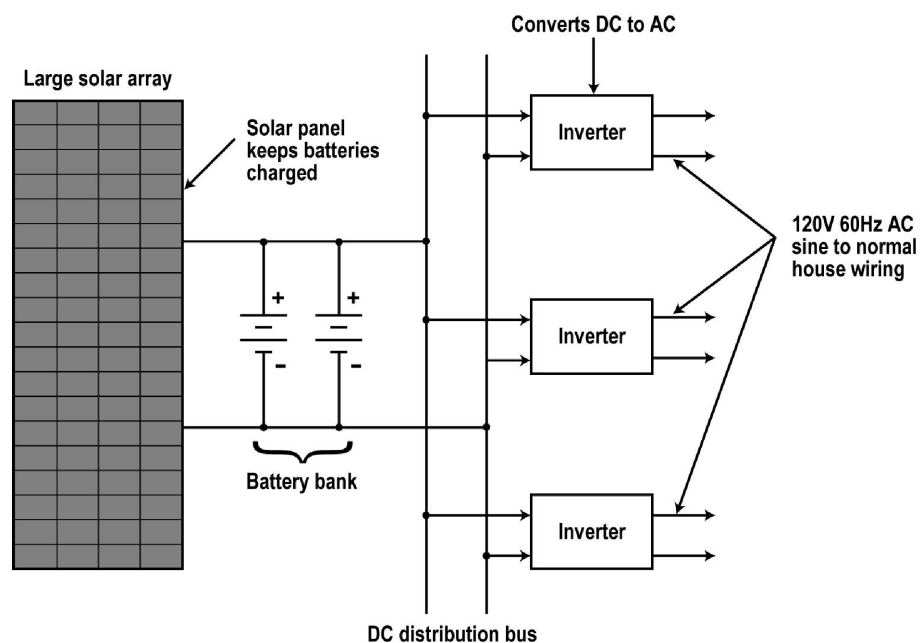 Converts DC to AC
Large solar array
Solar panel
keeps batteries
charged
Inverter
120V 60Hz AC
sine to normal
house wiring
+
+
Inverter
-
-
Battery bank
Inverter
DC distribution bus